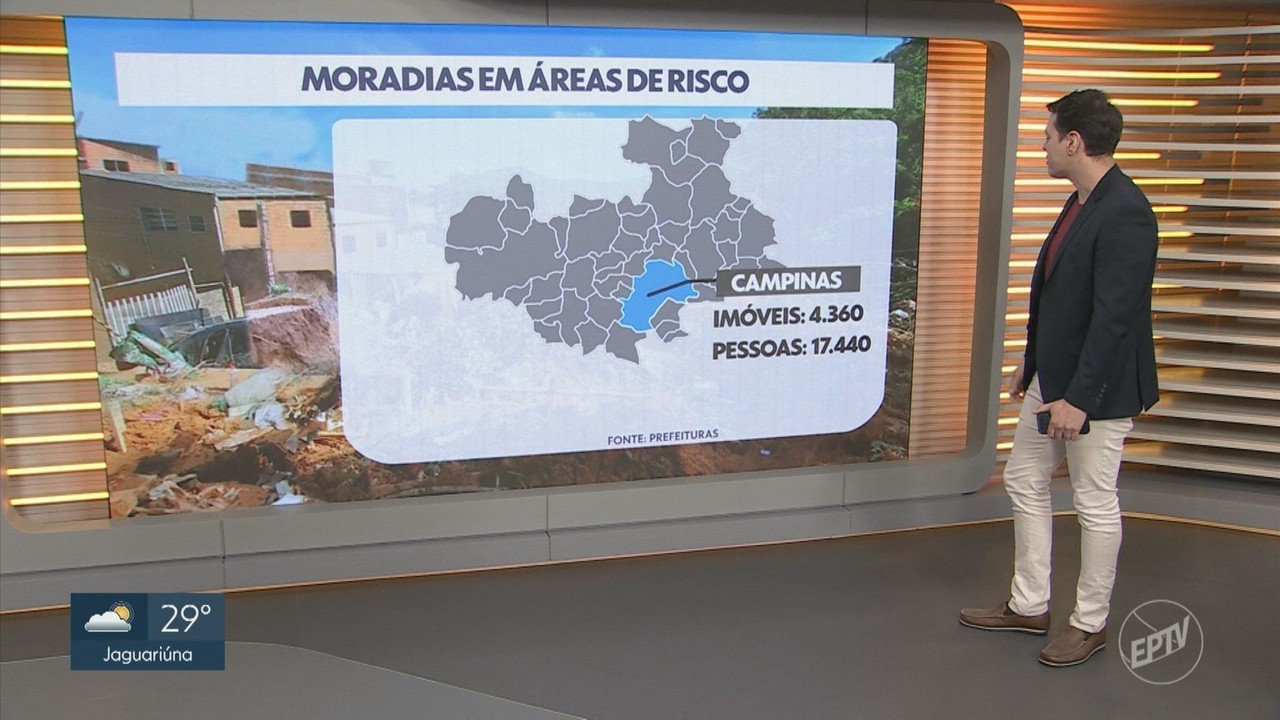 MORADIAS EM ÁREAS DE RISCO
CAMPINAS
IMÓVEIS: 4.360
PESSOAS: 17.440
FONTE: PREFEITURAS
29°
Jaguariúna
EPTV